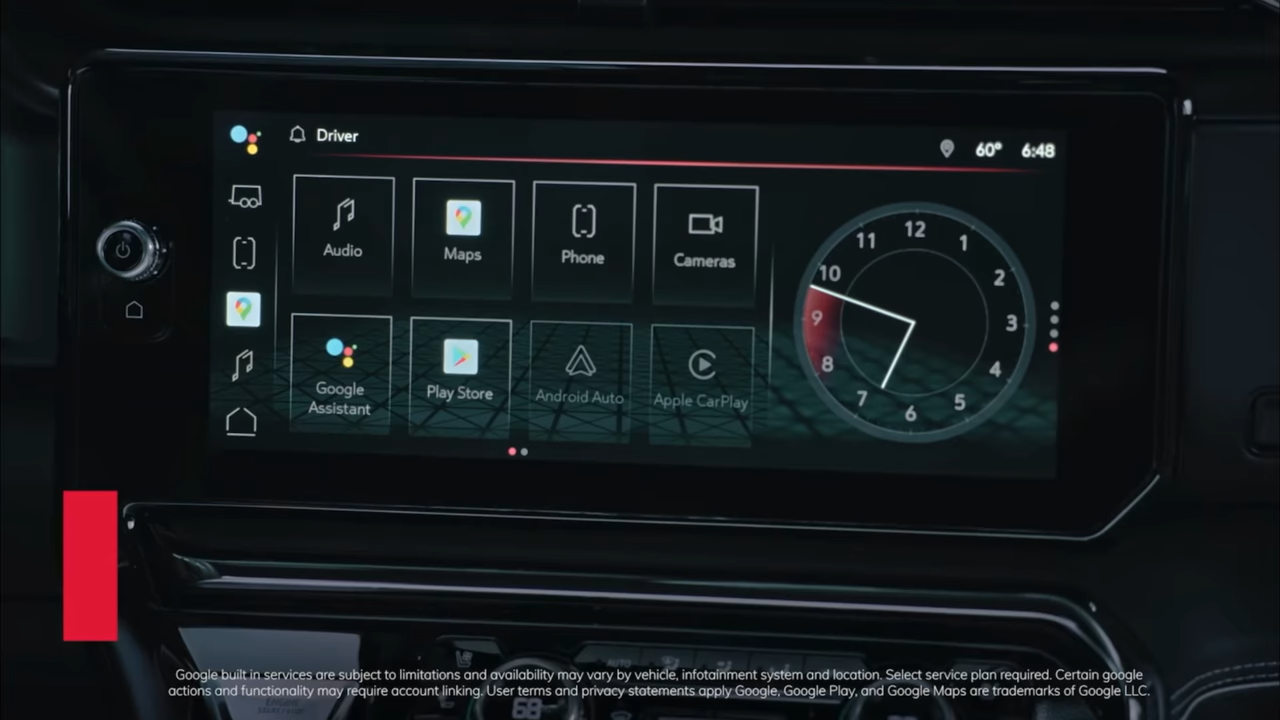 Driver
60° 6:48
Audio
Maps
Phone
Cameras
Google
Assistant
Play Store
Android Auto
Apple CarPlay
12
11
1
10
2
9
3
8
4
7
5
6
AUTO
68
Google built in services are subject to limitations and availability may vary by vehicle, infotainment system and location. Select service plan required. Certain google
actions and functionality may require account linking. User terms and privacy statements apply Google, Google Play, and Google Maps are trademarks of Google LLC.